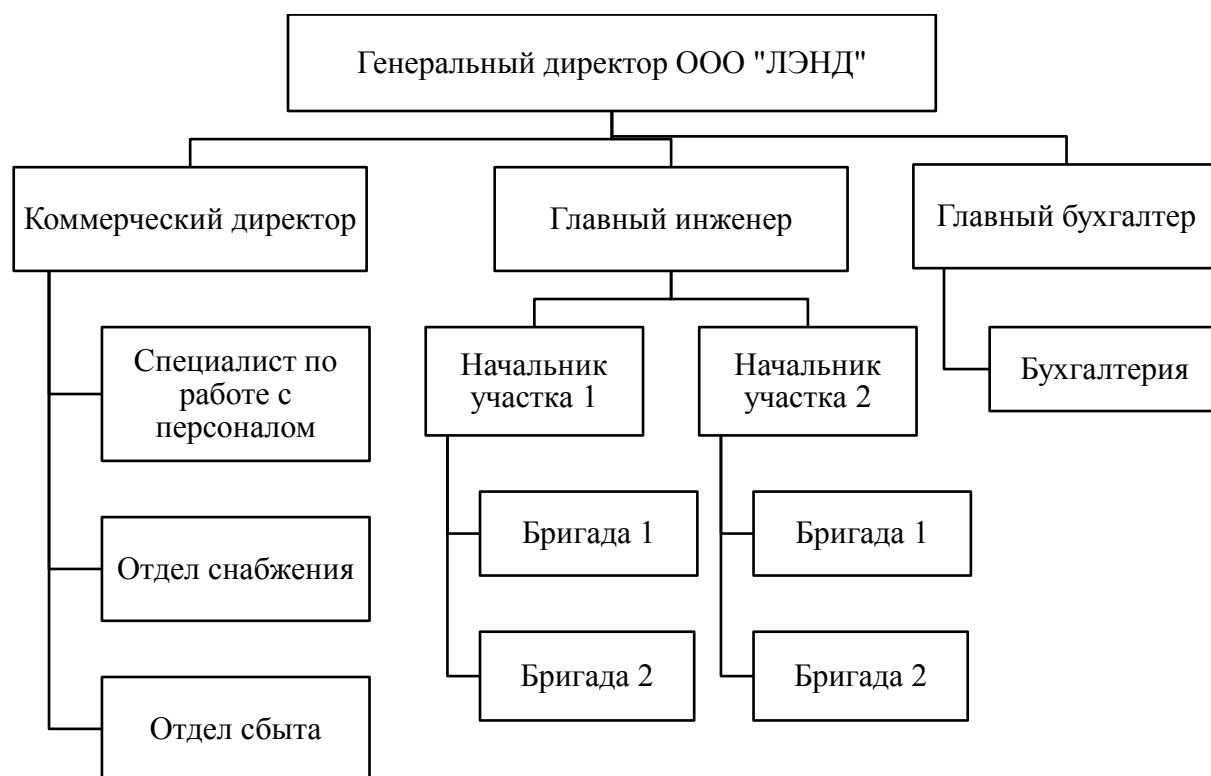 Генеральный директор ООО "ЛЭНД"
Коммерческий директор
Главный инженер
Главный бухгалтер
Специалист по
работе с
персоналом
Начальник
участка 1
Начальник
участка 2
Бухгалтерия
Отдел снабжения
Бригада 1
Бригада 1
Отдел сбыта
Бригада 2
Бригада 2